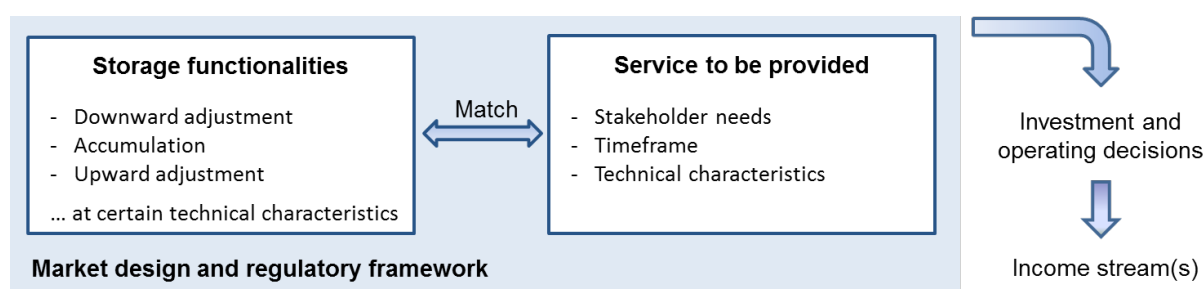 Storage functionalities
- Downward adjustment
- Accumulation
- Upward adjustment
... at certain technical characteristics
Match
Service to be provided
- Stakeholder needs
- Timeframe
- Technical characteristics
Market design and regulatory framework
Investment and
operating decisions
Income stream(s)